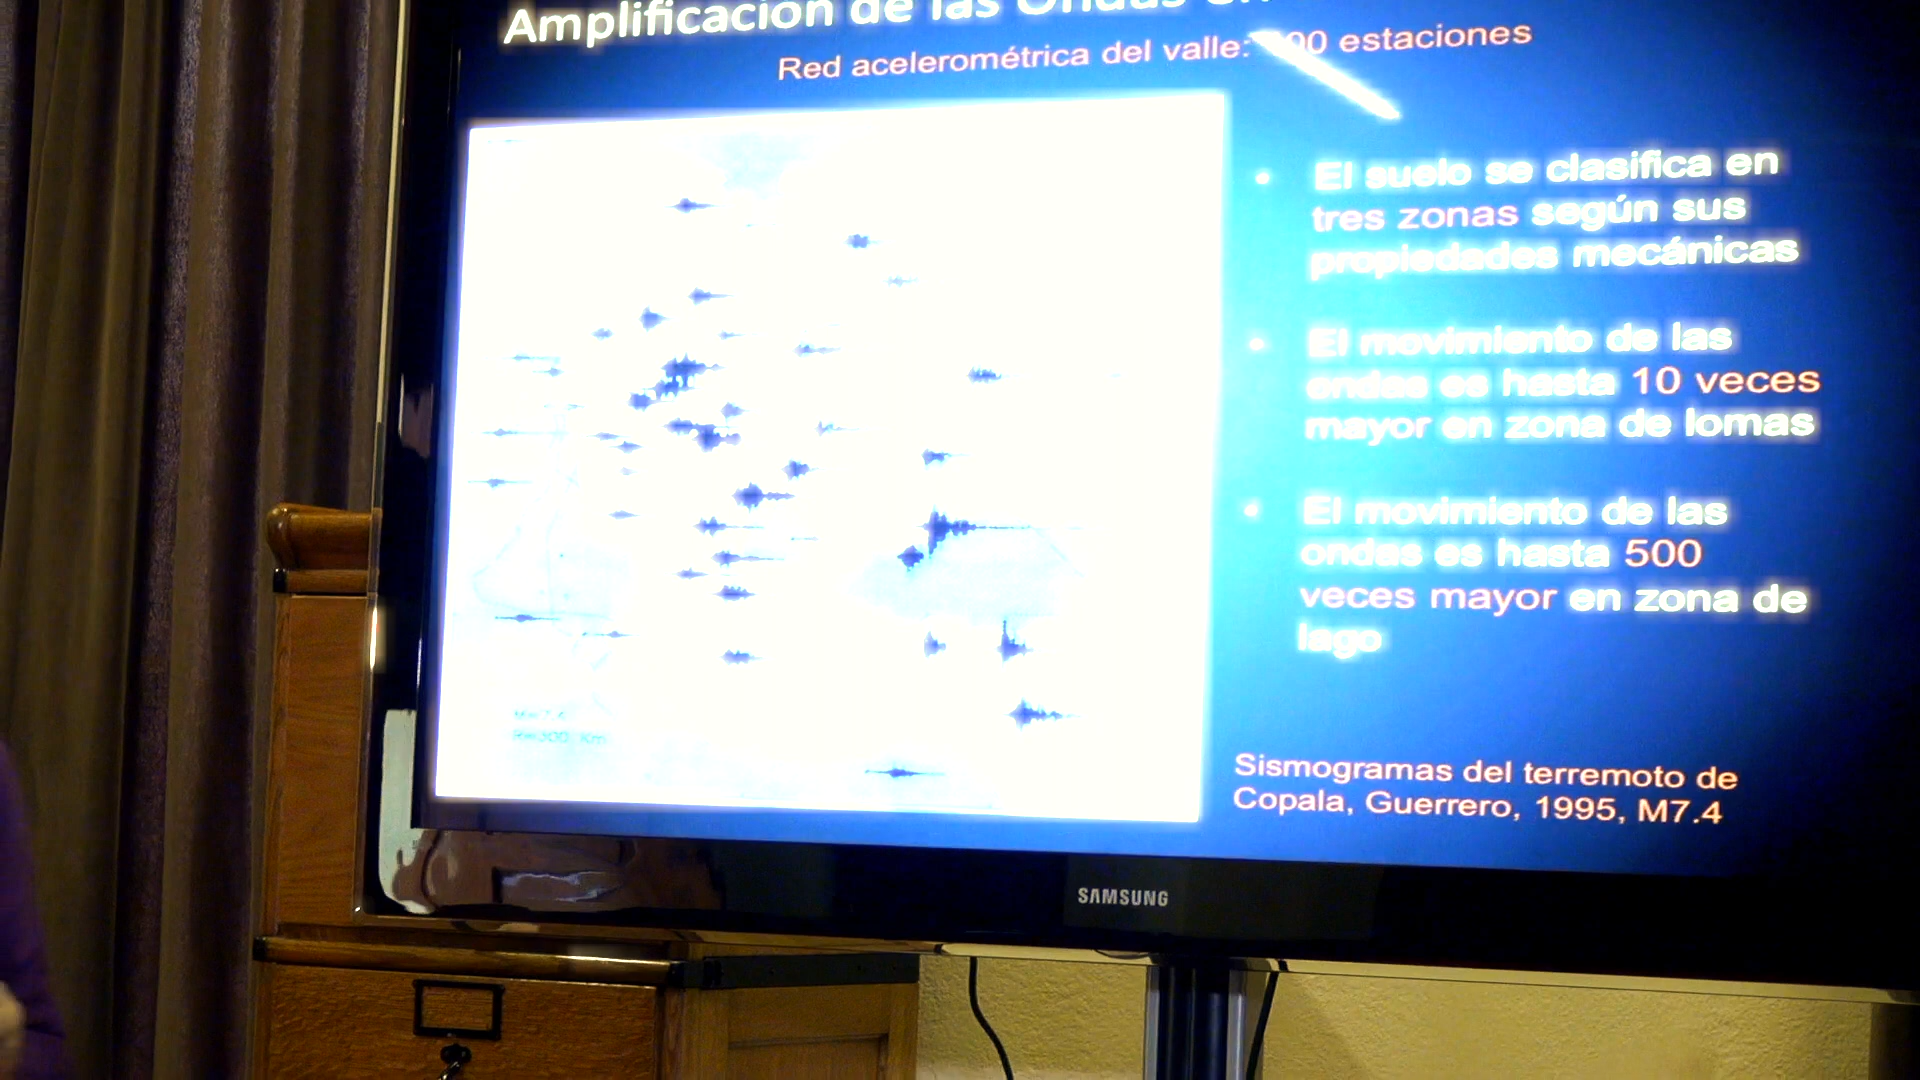 Amplificación de las Ondas en
Red acelerométrica del valle: 00 estaciones
El suelo se clasifica en
tres zonas según sus
propiedades mecánicas
El movimiento de las
ondas es hasta 10 veces
mayor en zona de lomas
El movimiento de las
ondas es hasta 500
veces mayor en zona de
lago
Sismogramas del terremoto de
Copala, Guerrero, 1995, M7.4
SAMSUNG